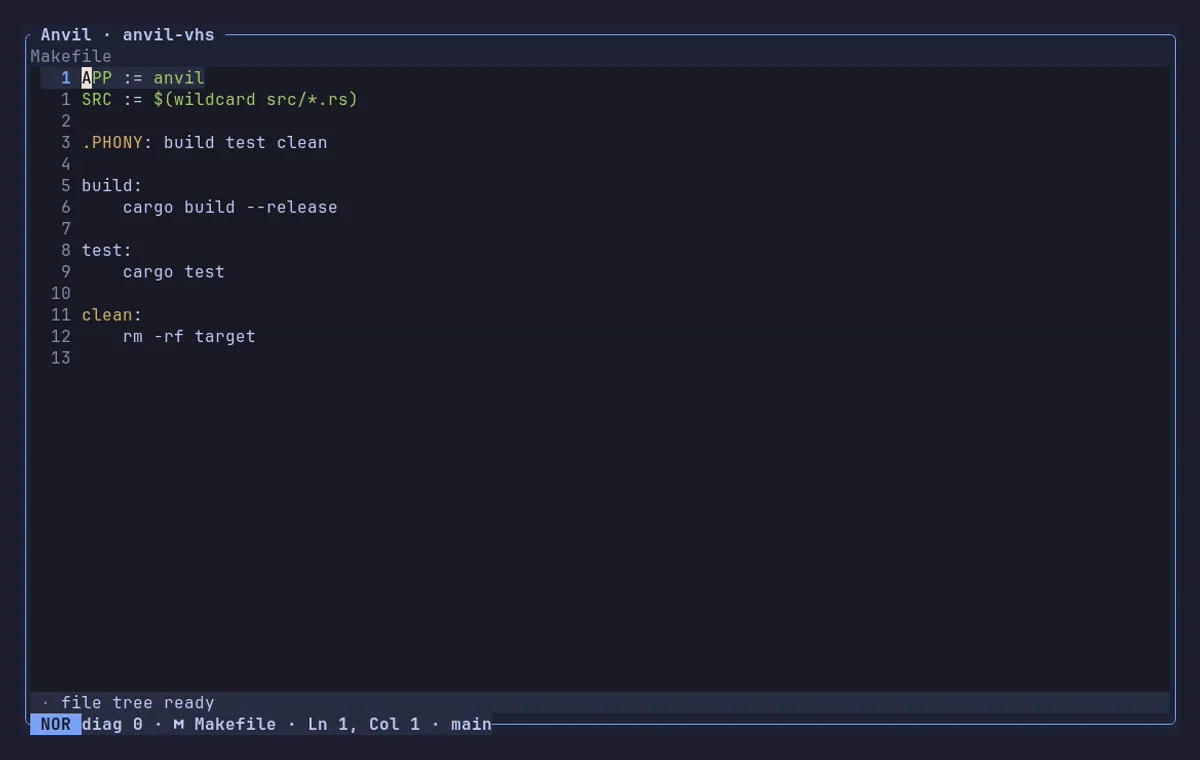 Anvil · anvil-vhs
Makefile
1 APP := anvil
1 SRC := $(wildcard src/*.rs)
2
3 .PHONY: build test clean
4
5 build:
6     cargo build --release
7
8 test:
9     cargo test
10
11 clean:
12     rm -rf target
13
· file tree ready
NOR diag 0 · M Makefile · Ln 1, Col 1 · main